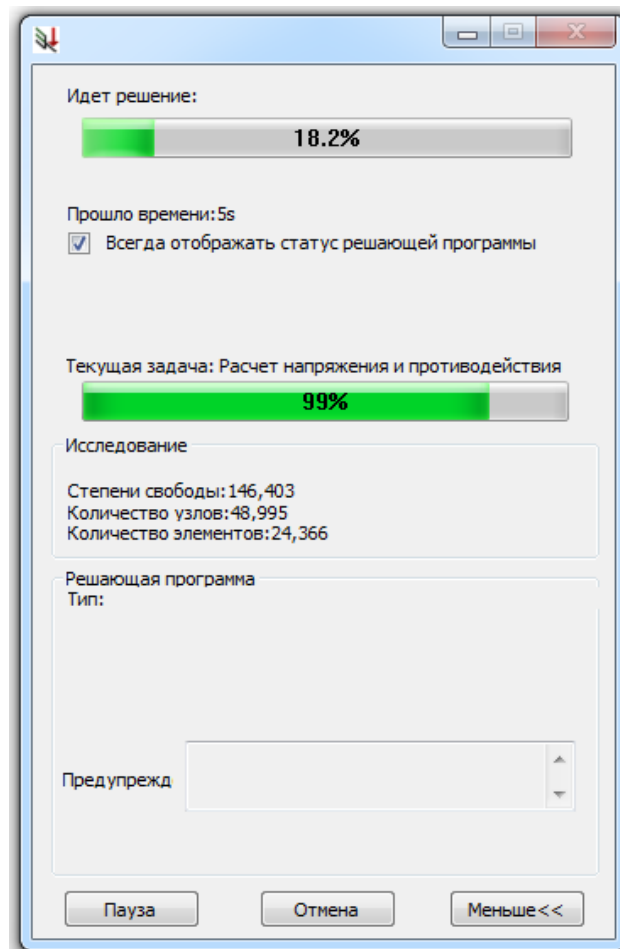 Идет решение:
18.2%
Прошло времени:5s
Всегда отображать статус решающей программы
Текущая задача: Расчет напряжения и противодействия
99%
Исследование
Степени свободы:146,403
Количество узлов:48,995
Количество элементов:24,366
Решающая программа
Тип:
Предупрежд
Пауза
Отмена
Меньше<<